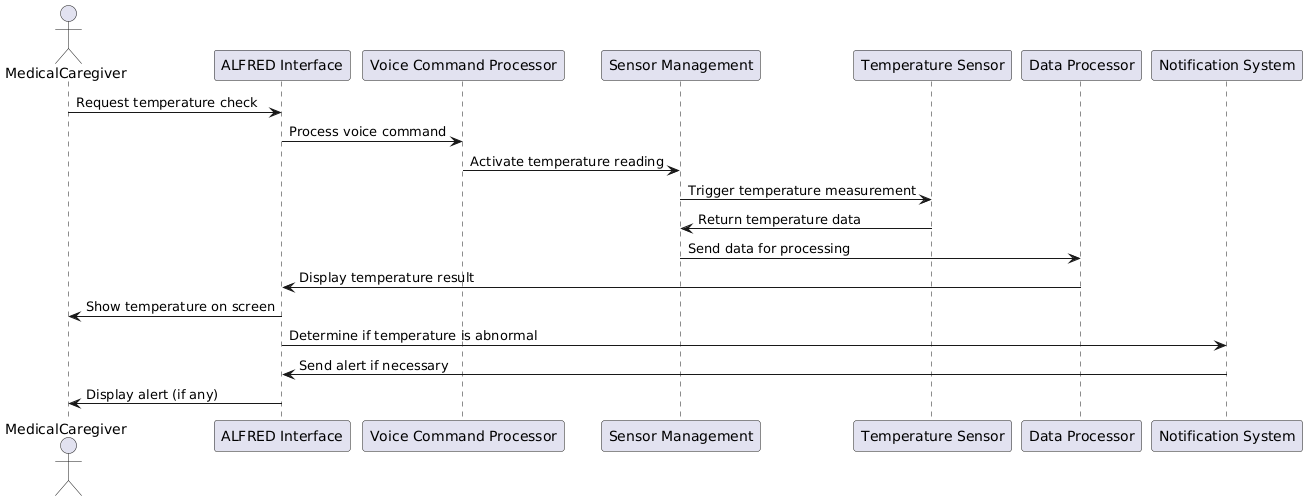 MedicalCaregiver
ALFRED Interface
Voice Command Processor
Sensor Management
Temperature Sensor
Data Processor
Notification System
Request temperature check
Process voice command
Activate temperature reading
Trigger temperature measurement
Return temperature data
Send data for processing
Display temperature result
Show temperature on screen
Determine if temperature is abnormal
Send alert if necessary
Display alert (if any)
MedicalCaregiver
ALFRED Interface
Voice Command Processor
Sensor Management
Temperature Sensor
Data Processor
Notification System